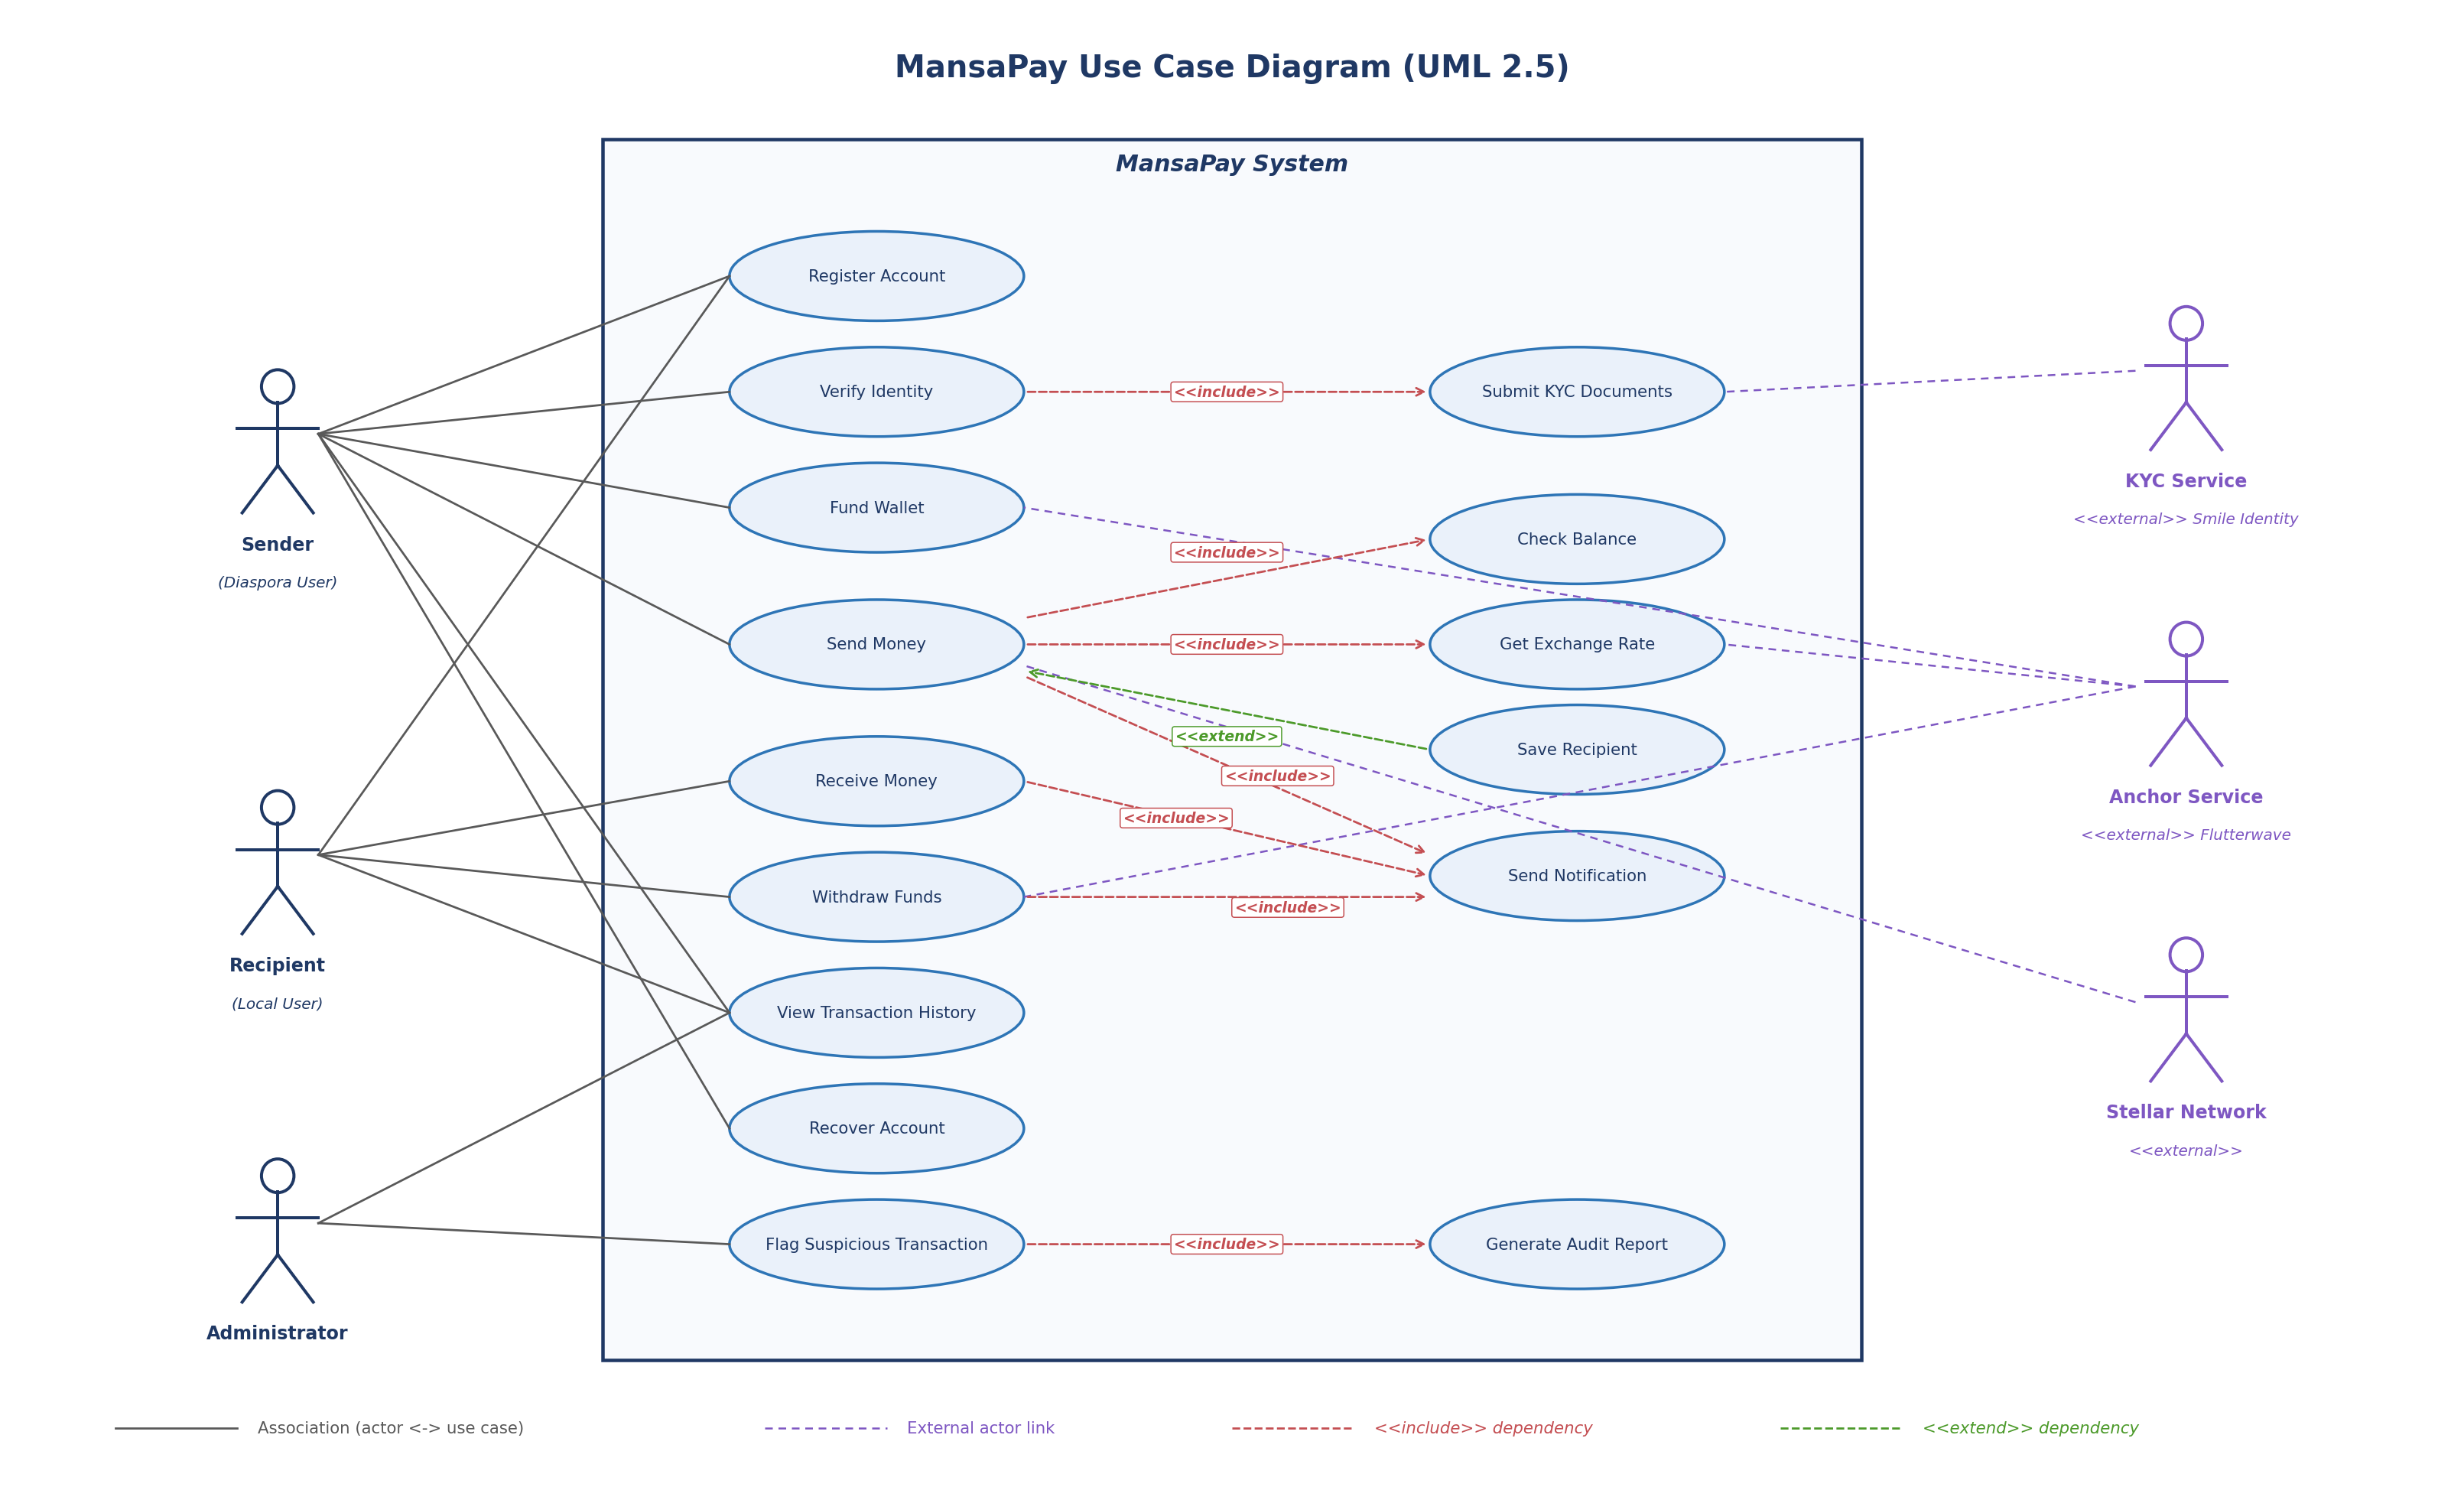 MansaPay Use Case Diagram (UML 2.5)
MansaPay System
Register Account
Verify Identity
<<include>>
Submit KYC Documents
KYC Service
<<external>> Smile Identity
Fund Wallet
Sender
(Diaspora User)
<<include>>
Check Balance
Send Money
<<include>>
Get Exchange Rate
<<extend>>
Save Recipient
<<include>>
Receive Money
<<include>>
Anchor Service
<<external>> Flutterwave
Withdraw Funds
<<include>>
Send Notification
Recipient
(Local User)
View Transaction History
Recover Account
Stellar Network
<<external>>
Flag Suspicious Transaction
<<include>>
Generate Audit Report
Administrator
Association (actor <-> use case)
External actor link
<<include>> dependency
<<extend>> dependency